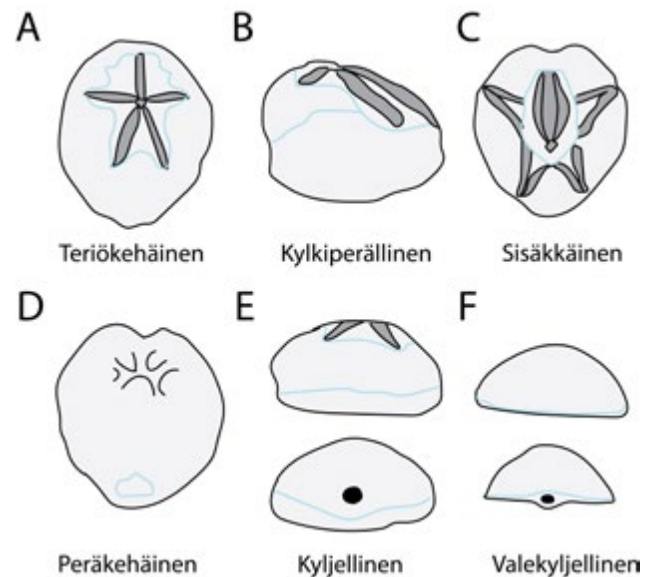 A
B
C
Teriökehäinen
Kylkiperällinen
Sisäkkäinen
D
E
F
Peräkehäinen
Kyljellinen
Valekyljellinen